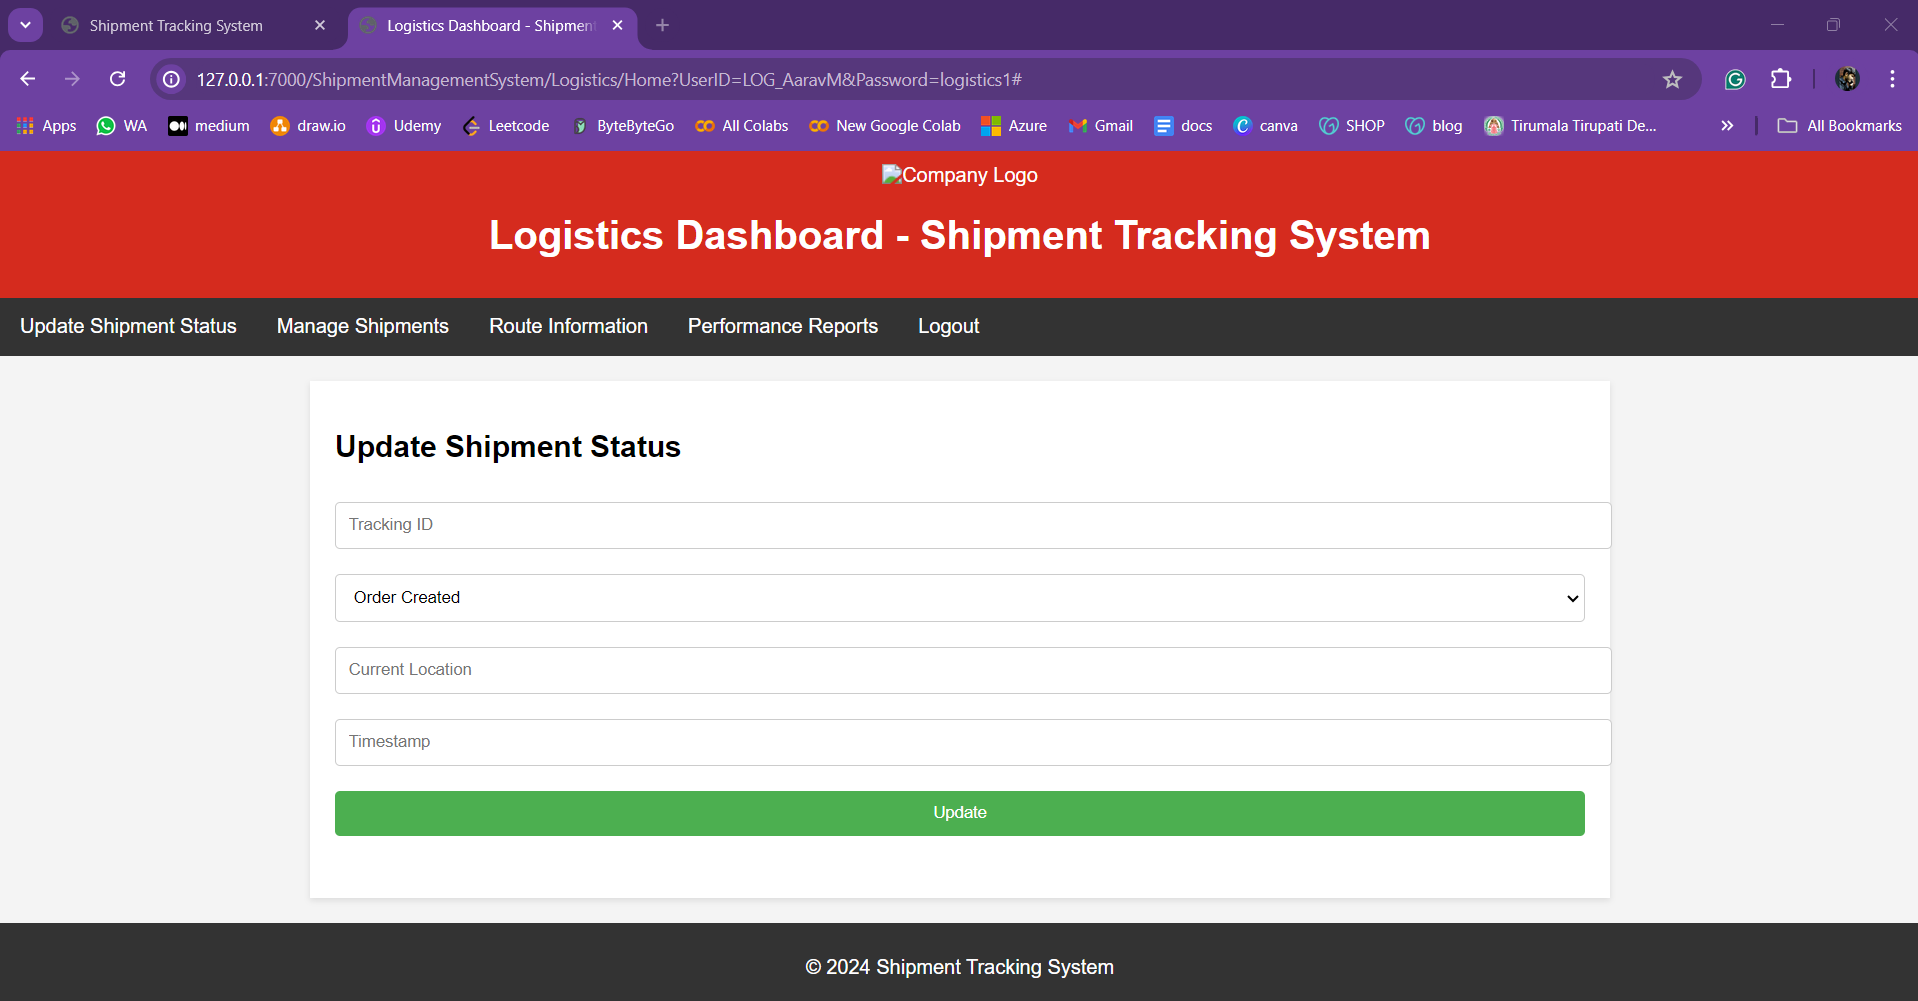 Shipment Tracking System
Logistics Dashboard - Shipment
127.0.0.1:7000/ShipmentManagementSystem/Logistics/Home?UserID=LOG_AaravM&Password=logistics1#
Apps WA medium draw.io Udemy Leetcode ByteByteGo All Colabs New Google Colab Azure Gmail docs canva SHOP blog Tirumala Tirupati De... All Bookmarks
Company Logo
Logistics Dashboard - Shipment Tracking System
Update Shipment Status Manage Shipments Route Information Performance Reports Logout
Update Shipment Status
Tracking ID
Order Created
Current Location
Timestamp
Update
© 2024 Shipment Tracking System